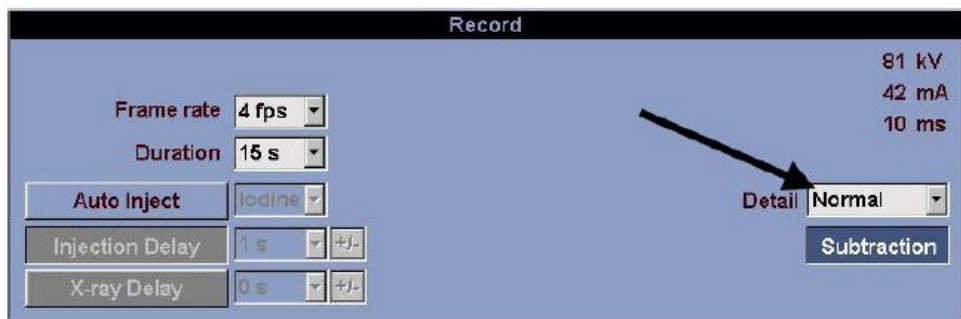 Record
81 kV
42 mA
10 ms
Frame rate 4 fps
Duration 15 s
Auto Inject iodine
Detail Normal
Injection Delay 1 s +/-
Subtraction
X-ray Delay 0 s +/-